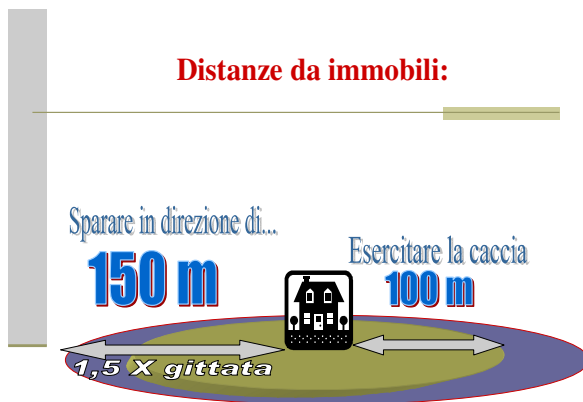 Distanze da immobili:
Sparare in direzione di...
150 m
Esercitare la caccia
100 m
1,5 X gittata